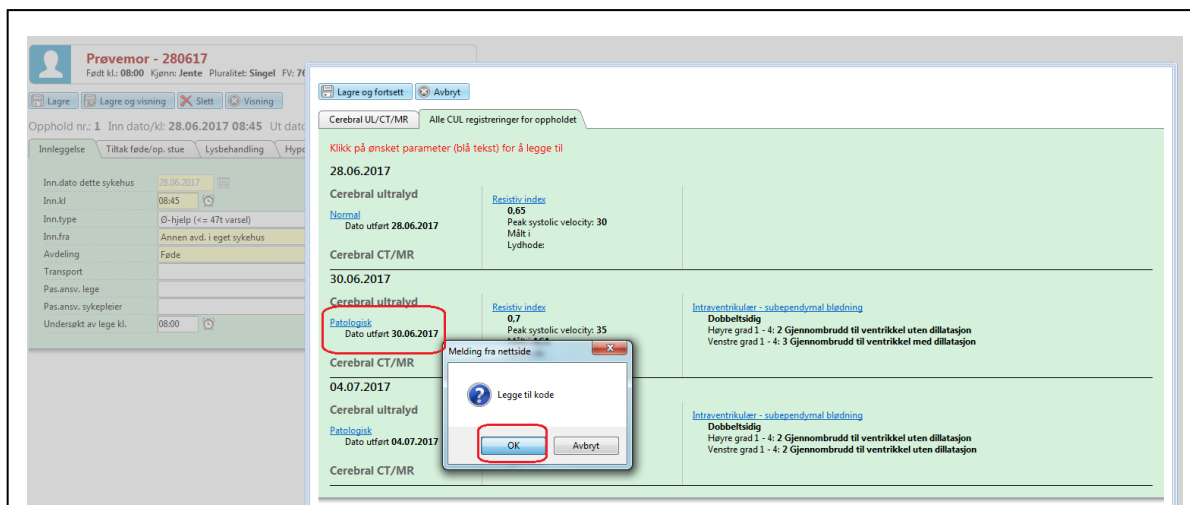 Prøvemor - 280617
Født kl.: 08:00 Kjønn: Jente Pluralitet: Singel FV: 76
Lagre Lagre og visning Slett Visning
Opphold nr.: 1 Inn dato/kl: 28.06.2017 08:45 Ut dato
Innleggelse Tiltak føde/op. stue Lysbehandling Hypo
Inn.dato dette sykehus 28.06.2017
Inn.kl 08:45
Inn.type Ø-hjelp (<= 47t varsel)
Inn.fra Annen avd. i eget sykehus
Avdeling Føde
Transport
Pas.ansv. lege
Pas.ansv. sykepleier
Undersøkt av lege kl. 08:00
Lagre og fortsett Avbryt
Cerebral UL/CT/MR Alle CUL registreringer for oppholdet
Klikk på ønsket parameter (blå tekst) for å legge til
28.06.2017
Cerebral ultralyd
Normal
Dato utført 28.06.2017
Cerebral CT/MR
Resistiv index
0,65
Peak systolic velocity: 30
Målt i
Lydhode:
30.06.2017
Cerebral ultralyd
Patologisk
Dato utført 30.06.2017
Cerebral CT/MR
Resistiv index
0,7
Peak systolic velocity: 35
Intraventrikulær - subependymal blødning
Dobbeltsidig
Høyre grad 1 - 4: 2 Gjennombrudd til ventrikkel uten dillatasjon
Venstre grad 1 - 4: 3 Gjennombrudd til ventrikkel med dillatasjon
Melding fra nettside
Legge til kode
OK Avbryt
04.07.2017
Cerebral ultralyd
Patologisk
Dato utført 04.07.2017
Cerebral CT/MR
Intraventrikulær - subependymal blødning
Dobbeltsidig
Høyre grad 1 - 4: 2 Gjennombrudd til ventrikkel uten dillatasjon
Venstre grad 1 - 4: 2 Gjennombrudd til ventrikkel uten dillatasjon